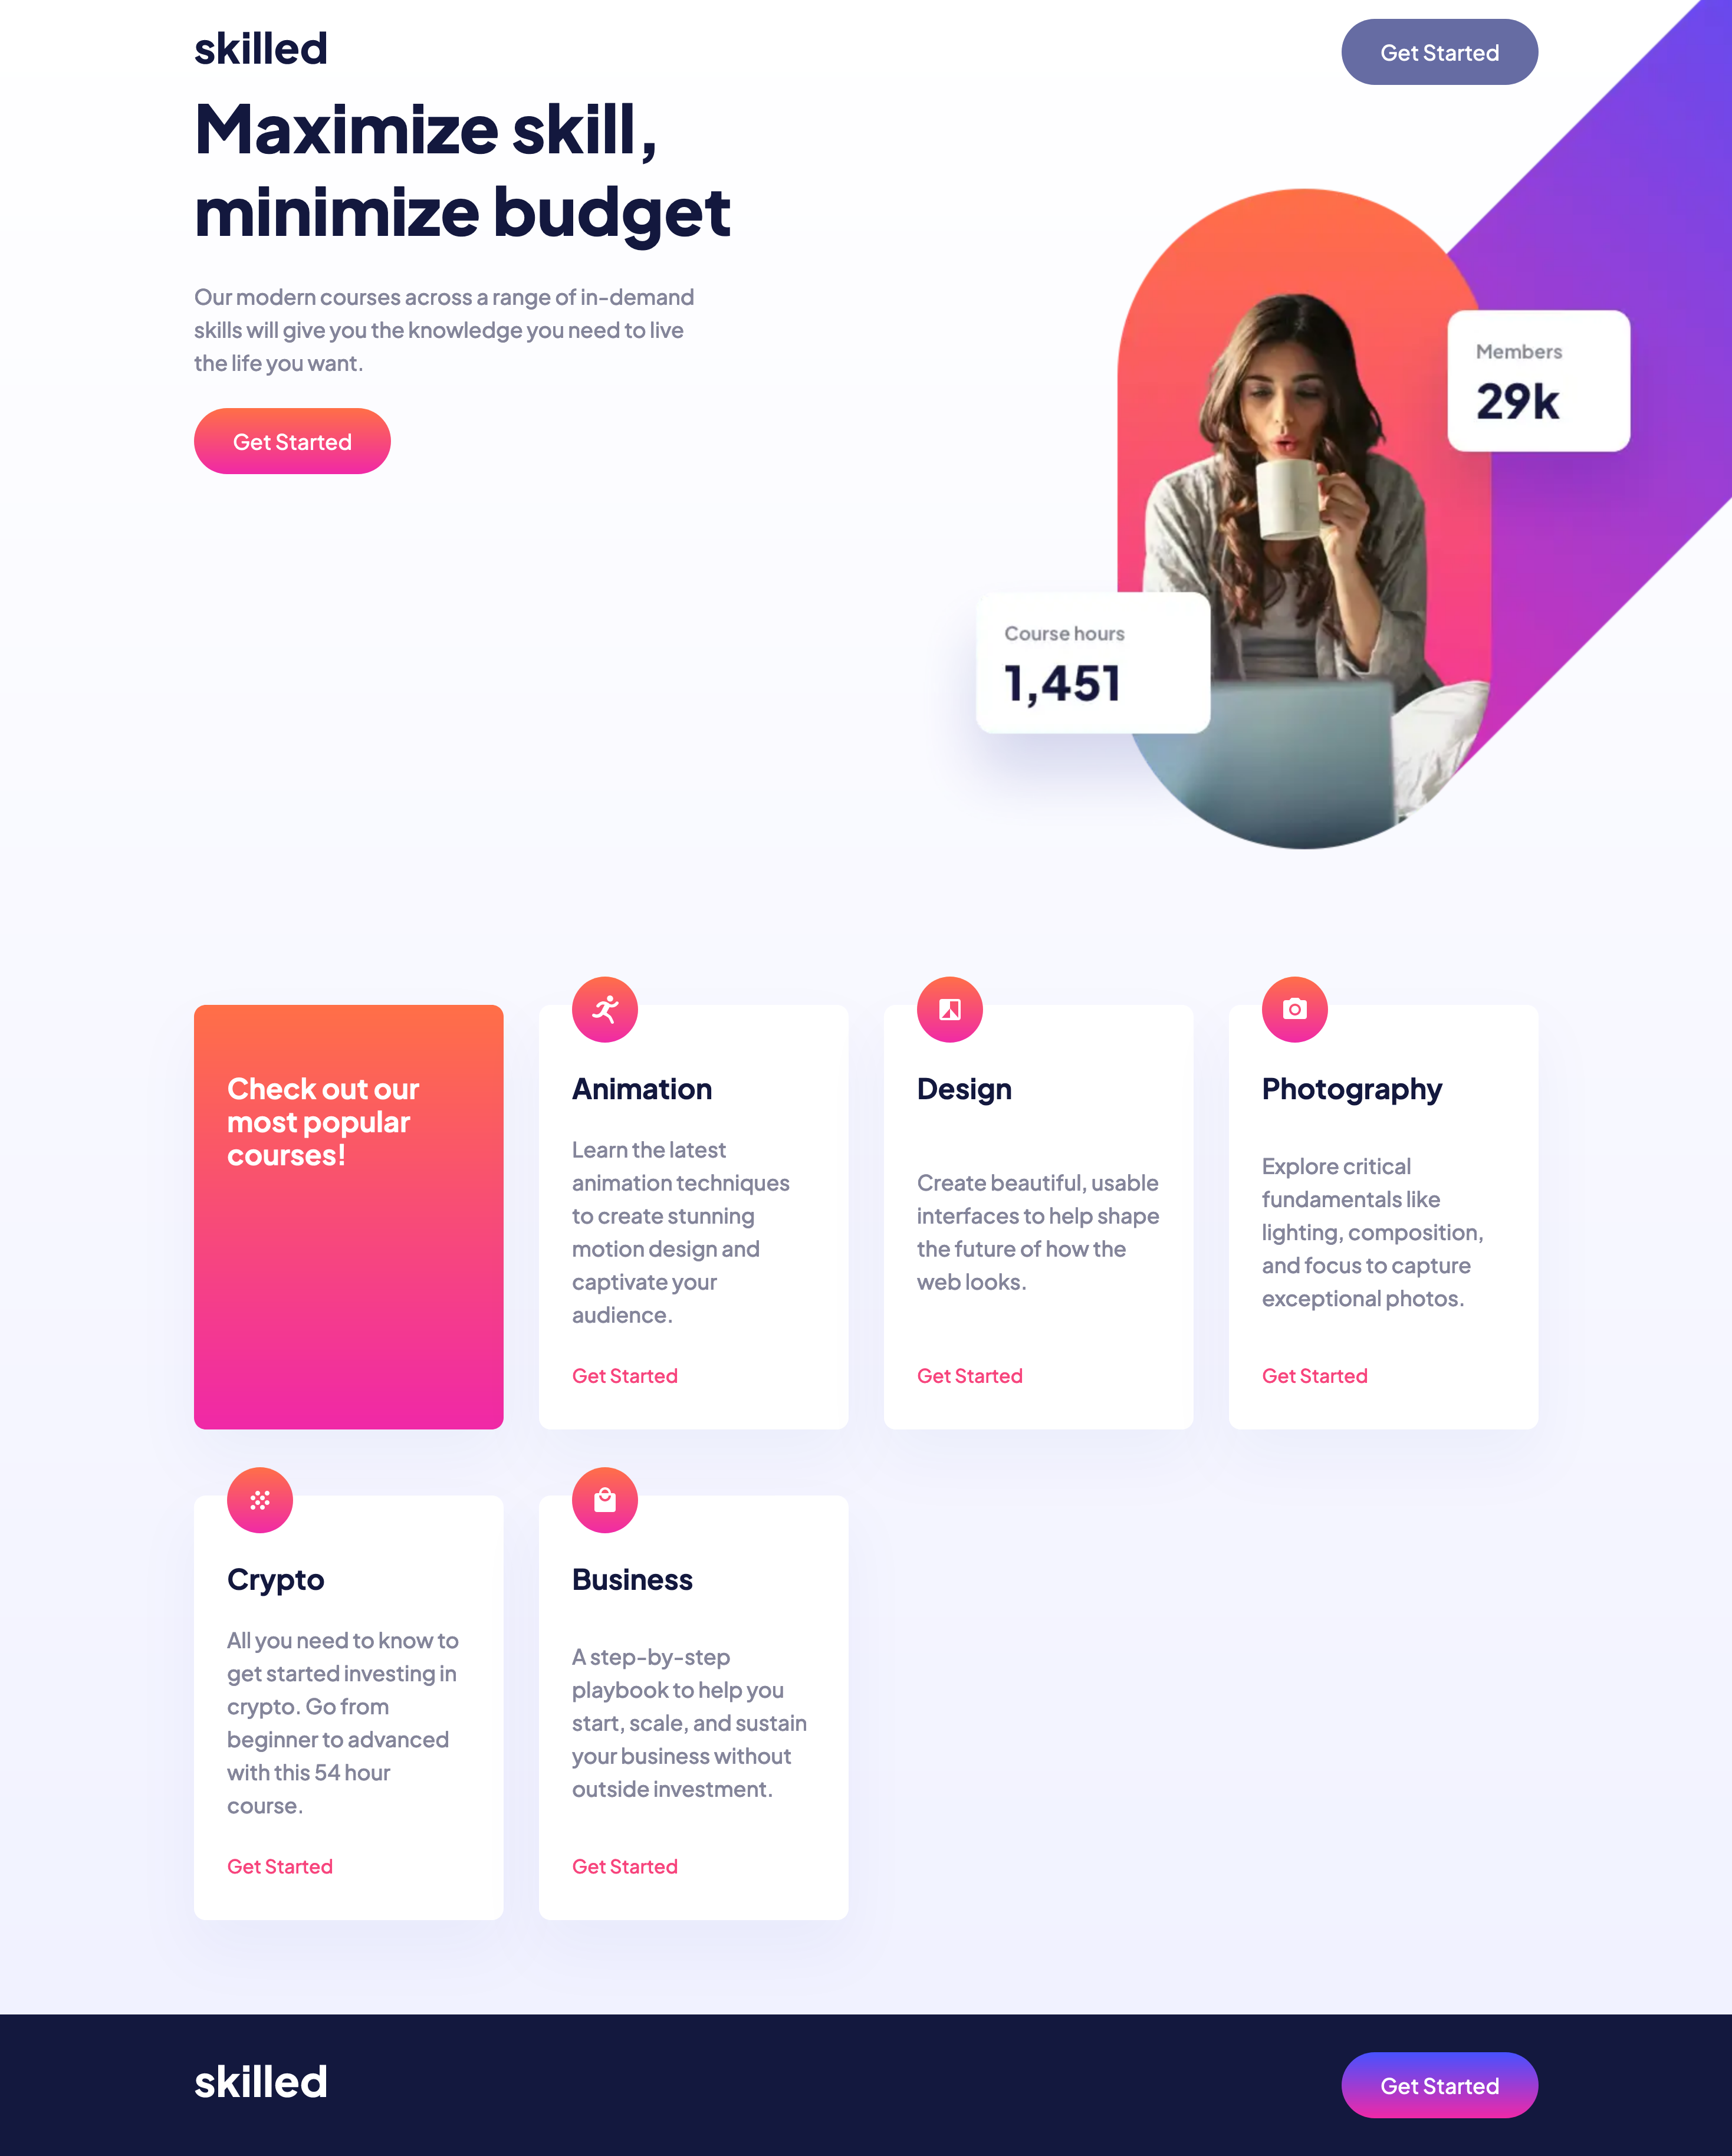 skilled
Get Started
Maximize skill,
minimize budget
Our modern courses across a range of in-demand
skills will give you the knowledge you need to live
the life you want.
Get Started
Members
29k
Course hours
1,451
Check out our
most popular
courses!
Animation
Learn the latest
animation techniques
to create stunning
motion design and
captivate your
audience.
Get Started
Design
Create beautiful, usable
interfaces to help shape
the future of how the
web looks.
Get Started
Photography
Explore critical
fundamentals like
lighting, composition,
and focus to capture
exceptional photos.
Get Started
Crypto
All you need to know to
get started investing in
crypto. Go from
beginner to advanced
with this 54 hour
course.
Get Started
Business
A step-by-step
playbook to help you
start, scale, and sustain
your business without
outside investment.
Get Started
skilled
Get Started